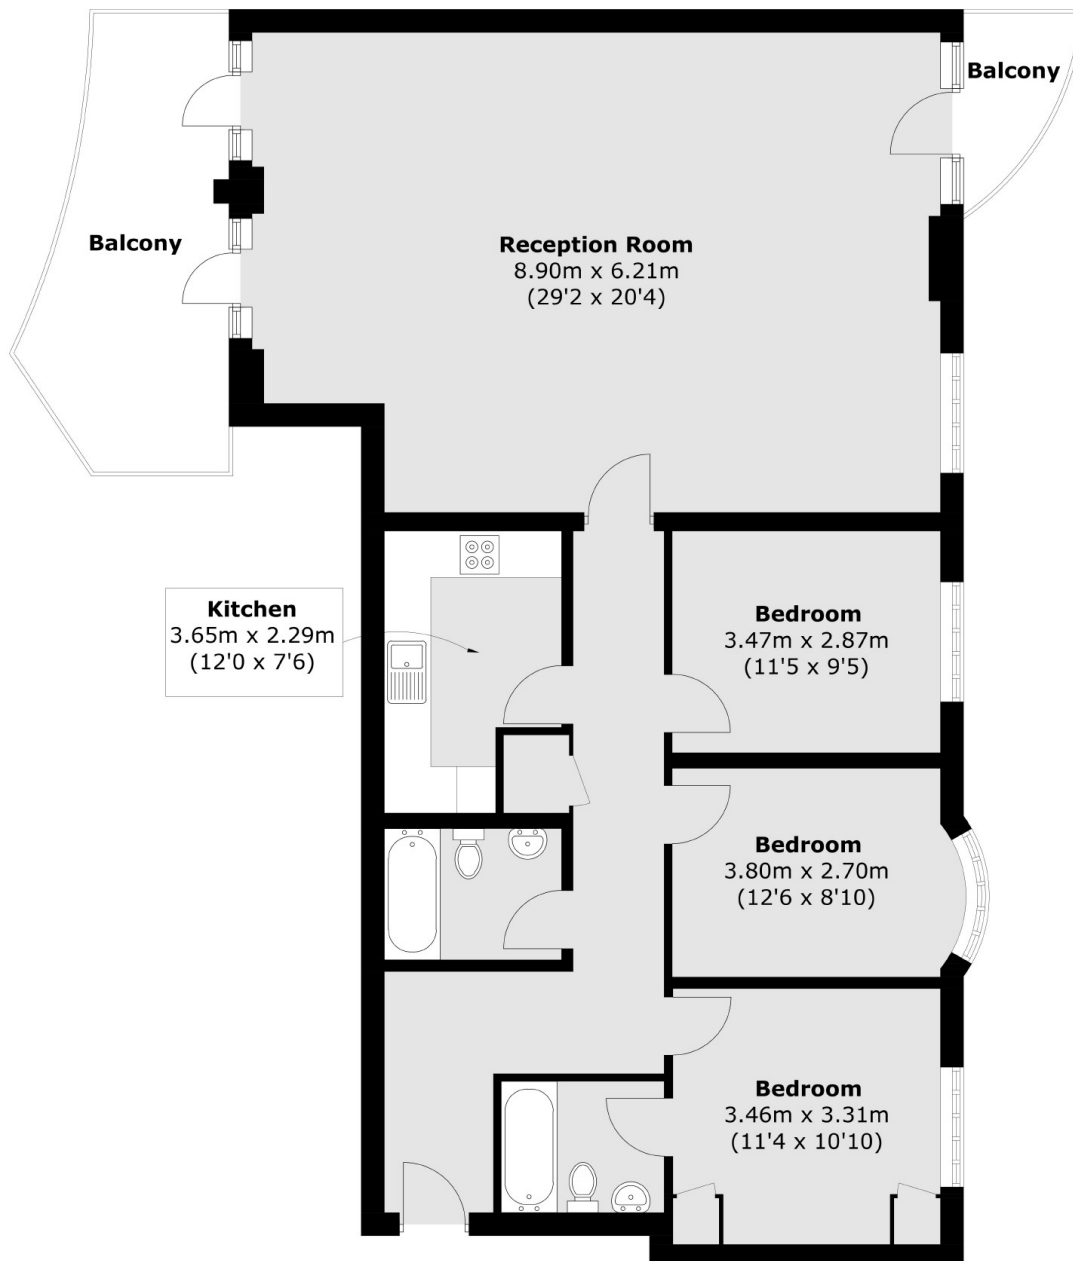 Balcony
Balcony
Reception Room
8.90m x 6.21m
(29'2 x 20'4)
Kitchen
3.65m x 2.29m
(12'0 x 7'6)
Bedroom
3.47m x 2.87m
(11'5 x 9'5)
Bedroom
3.80m x 2.70m
(12'6 x 8'10)
Bedroom
3.46m x 3.31m
(11'4 x 10'10)